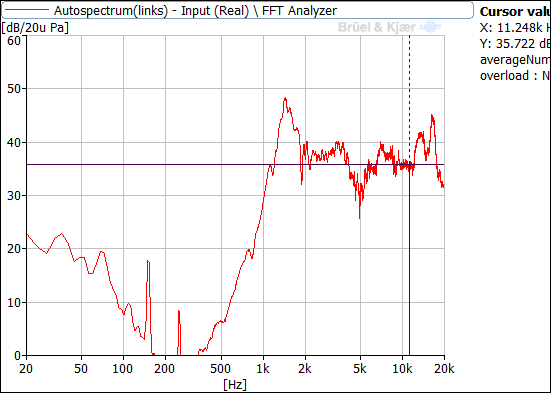 Autospectrum(links) - Input (Real) \ FFT Analyzer
[dB/20u Pa]
Brüel & Kjær
Cursor valu
X: 11.248k H
Y: 35.722 dB
averageNum
overload : N
60
50
40
30
20
10
0
20 50 100 200 500 1k 2k 5k 10k 20k
[Hz]